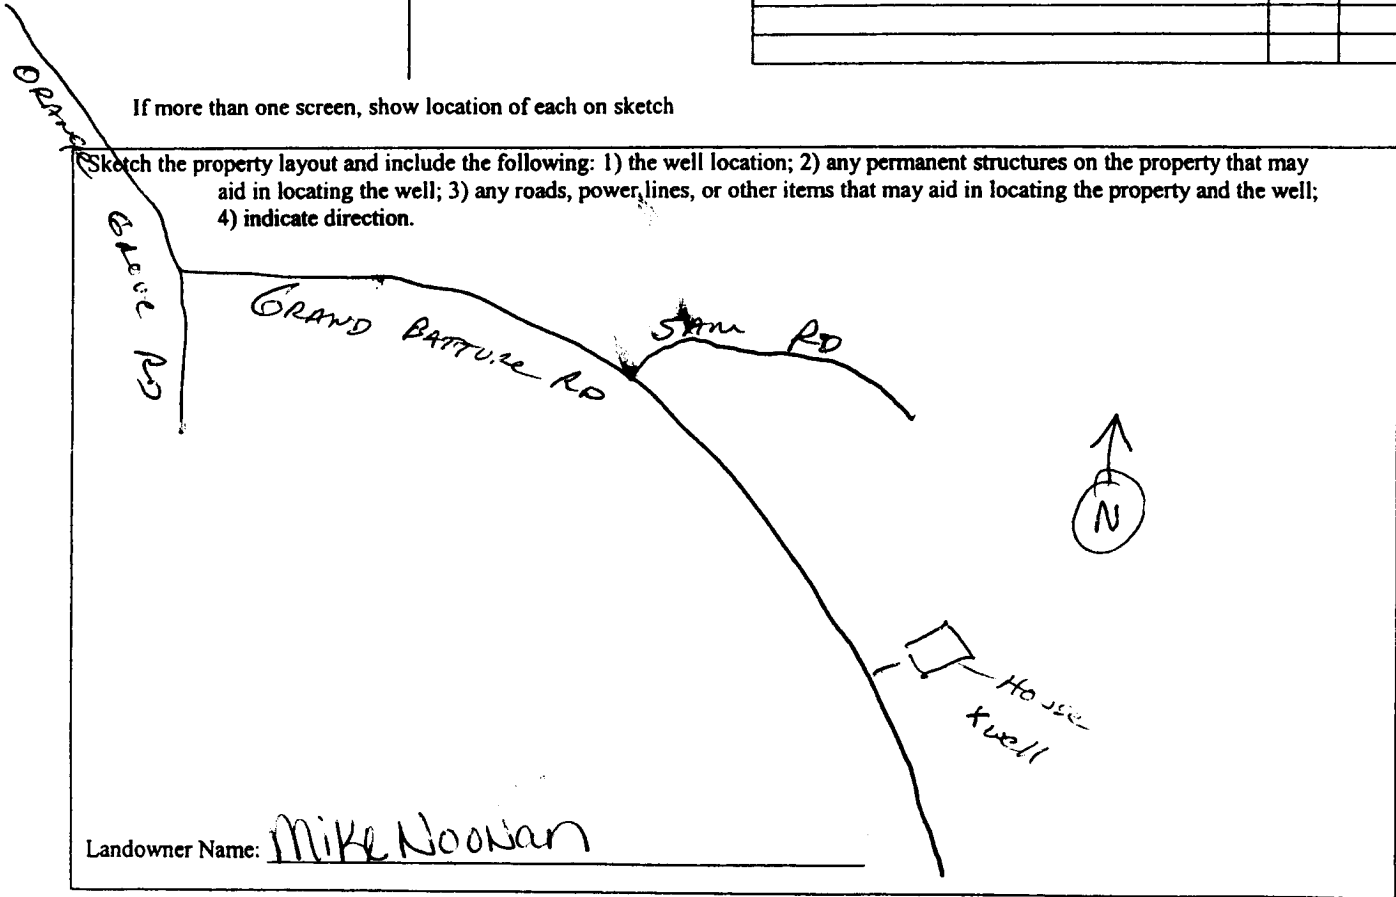 If more than one screen, show location of each on sketch
Sketch the property layout and include the following: 1) the well location; 2) any permanent structures on the property that may
aid in locating the well; 3) any roads, power lines, or other items that may aid in locating the property and the well;
4) indicate direction.
ORANGE GROVE RD
GRAND BATTURE RD
SAM RD
N
House
x well
Landowner Name: Mike Noonan